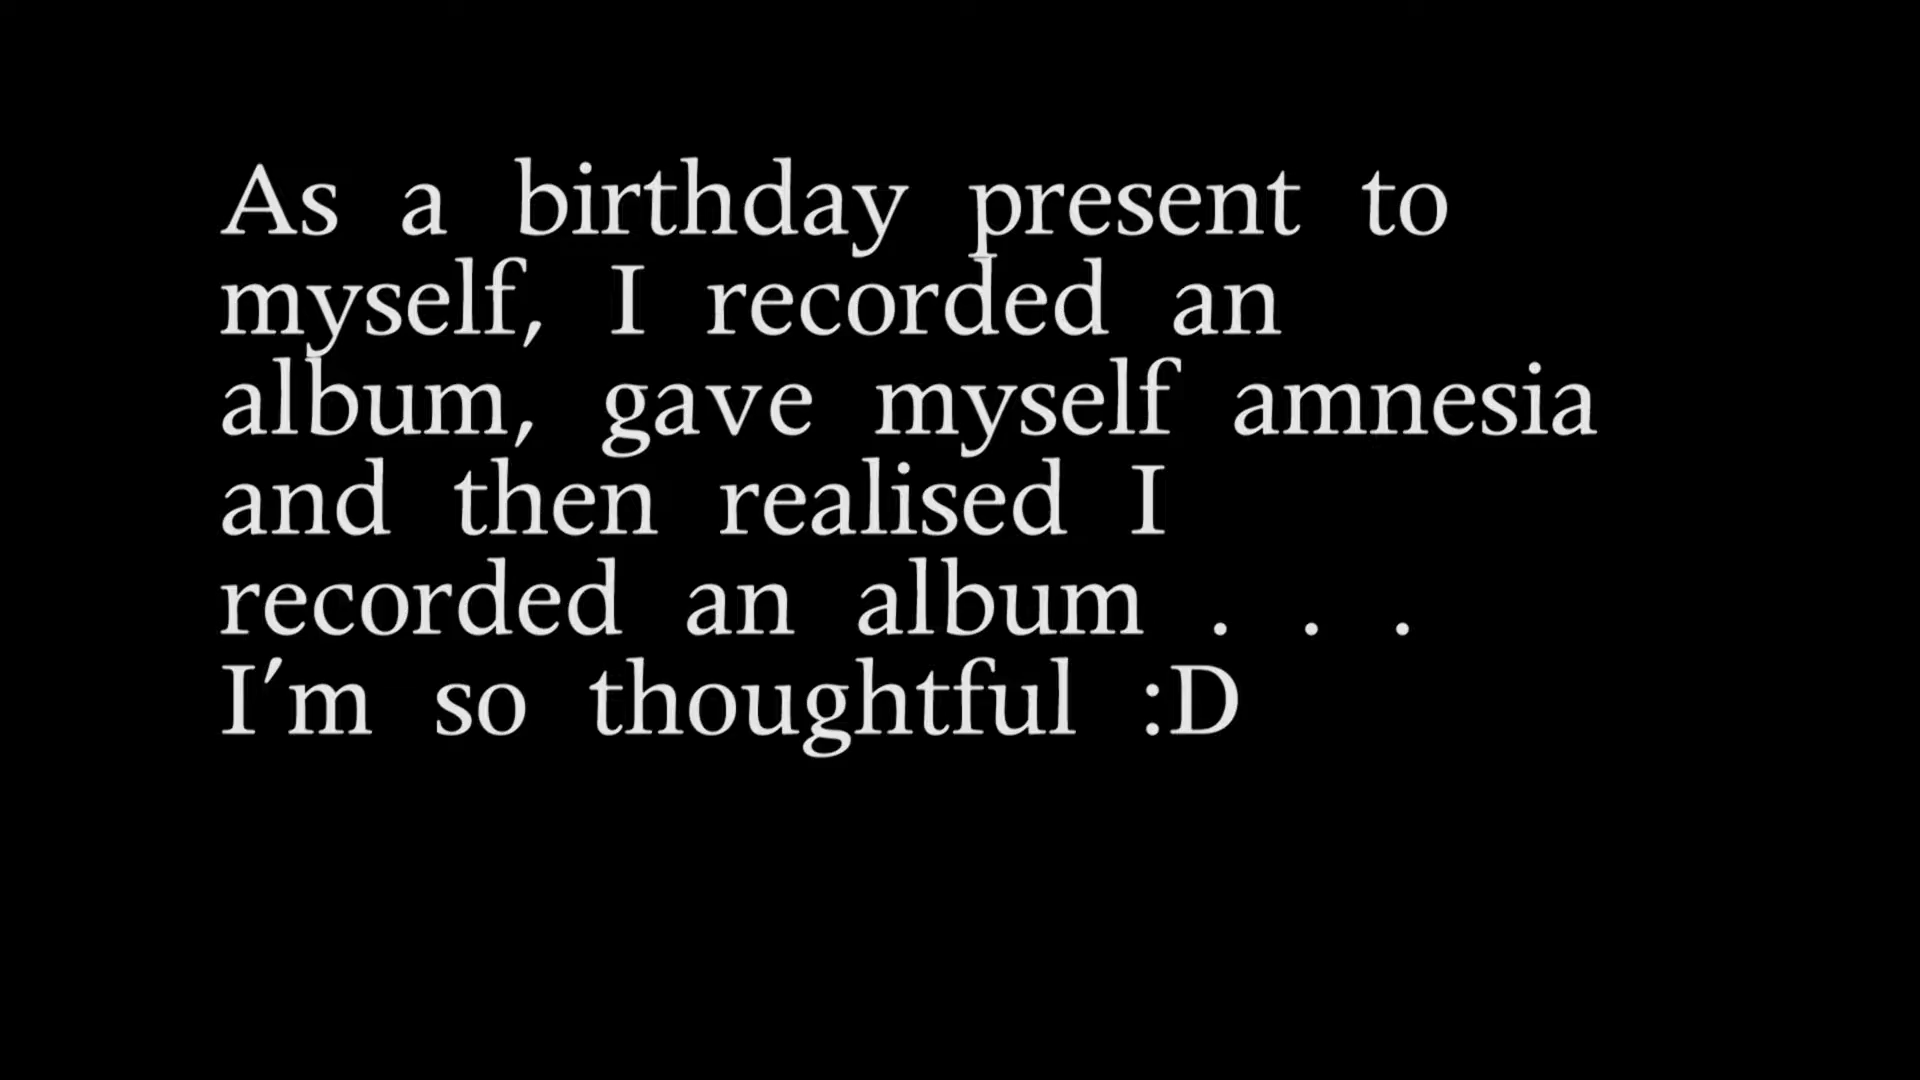 As a birthday present to
myself, I recorded an
album, gave myself amnesia
and then realised I
recorded an album . . .
I'm so thoughtful :D